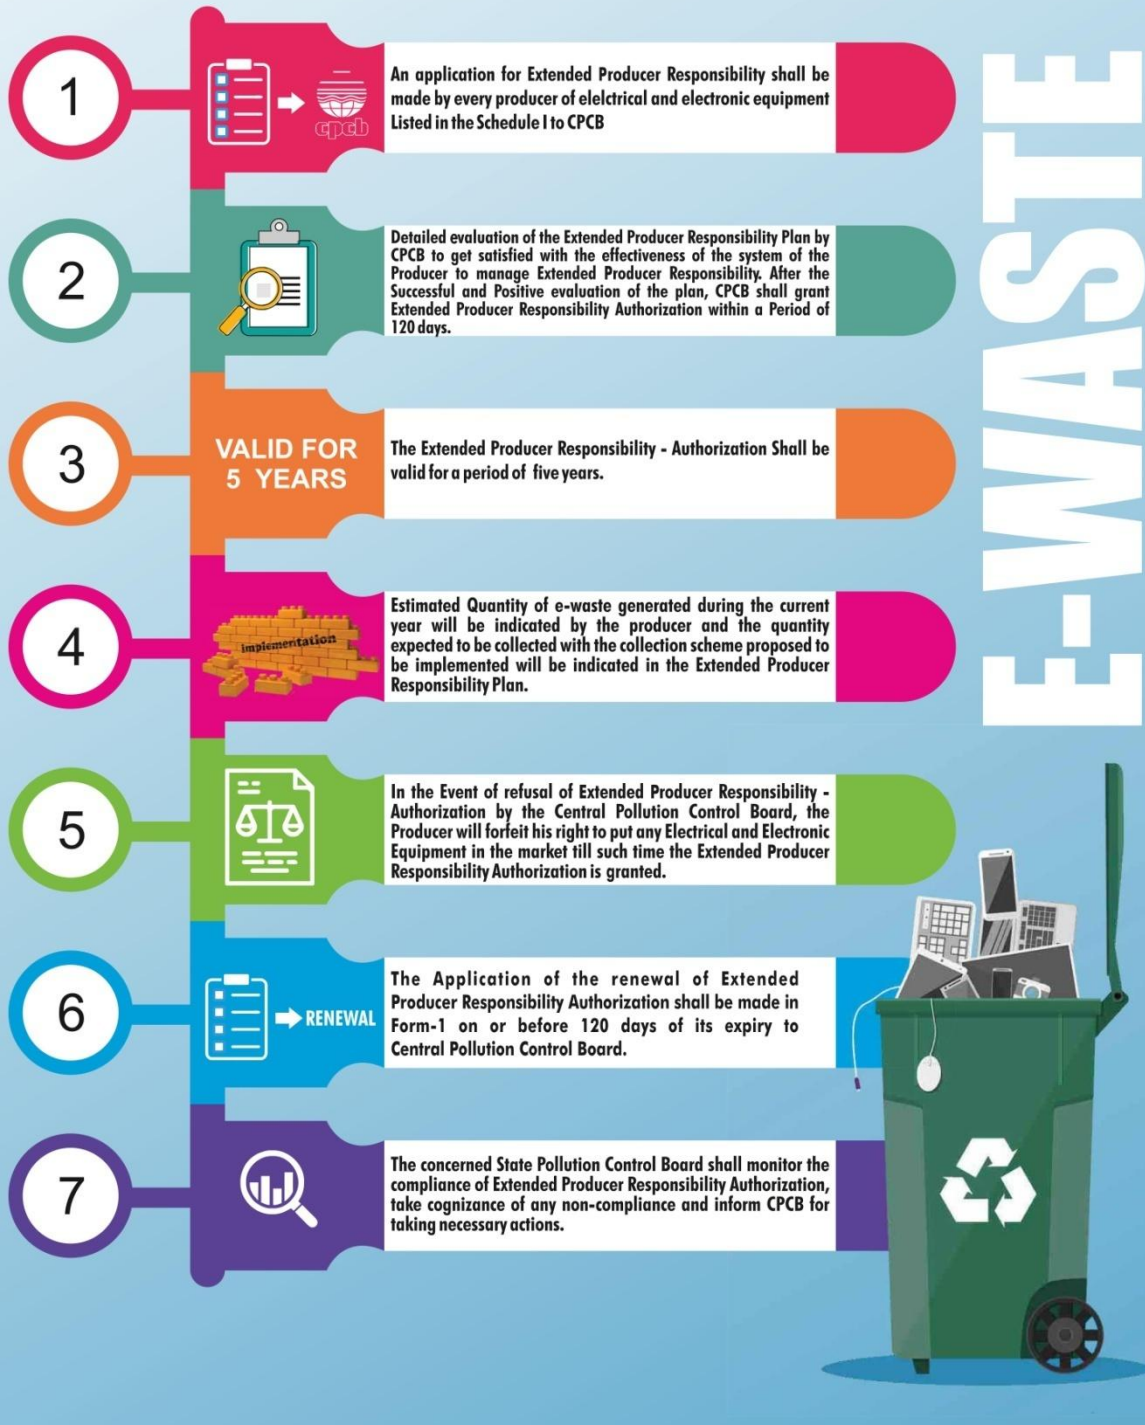 1
cpcb
An application for Extended Producer Responsibility shall be
made by every producer of elelctrical and electronic equipment
Listed in the Schedule I to CPCB
2
Detailed evaluation of the Extended Producer Responsibility Plan by
CPCB to get satisfied with the effectiveness of the system of the
Producer to manage Extended Producer Responsibility. After the
Successful and Positive evaluation of the plan, CPCB shall grant
Extended Producer Responsibility Authorization within a Period of
120 days.
3
VALID FOR
5 YEARS
The Extended Producer Responsibility - Authorization Shall be
valid for a period of five years.
4
implementation
Estimated Quantity of e-waste generated during the current
year will be indicated by the producer and the quantity
expected to be collected with the collection scheme proposed to
be implemented will be indicated in the Extended Producer
Responsibility Plan.
5
In the Event of refusal of Extended Producer Responsibility -
Authorization by the Central Pollution Control Board, the
Producer will forfeit his right to put any Electrical and Electronic
Equipment in the market till such time the Extended Producer
Responsibility Authorization is granted.
6
RENEWAL
The Application of the renewal of Extended
Producer Responsibility Authorization shall be made in
Form-1 on or before 120 days of its expiry to
Central Pollution Control Board.
7
The concerned State Pollution Control Board shall monitor the
compliance of Extended Producer Responsibility Authorization,
take cognizance of any non-compliance and inform CPCB for
taking necessary actions.
E-WASTE